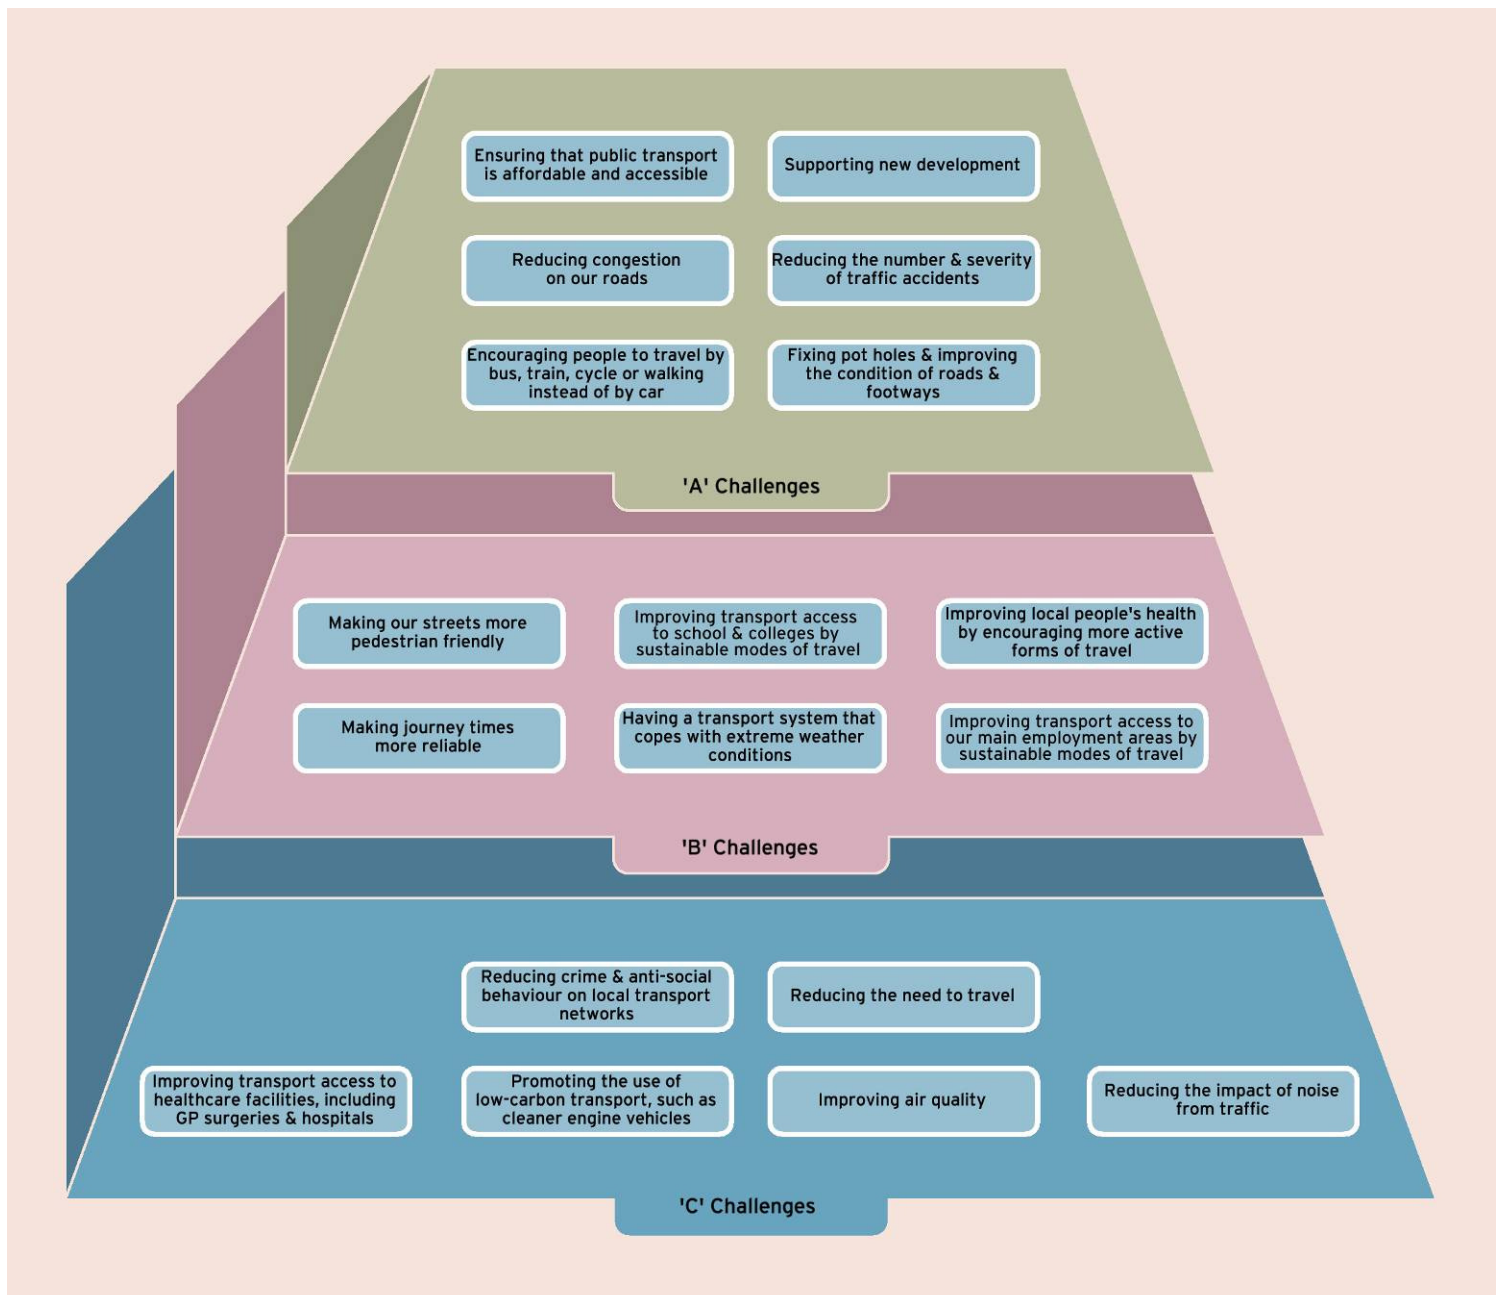 Ensuring that public transport
is affordable and accessible
Supporting new development
Reducing congestion
on our roads
Reducing the number & severity
of traffic accidents
Encouraging people to travel by
bus, train, cycle or walking
instead of by car
Fixing pot holes & improving
the condition of roads &
footways
'A' Challenges
Making our streets more
pedestrian friendly
Improving transport access
to school & colleges by
sustainable modes of travel
Improving local people's health
by encouraging more active
forms of travel
Making journey times
more reliable
Having a transport system that
copes with extreme weather
conditions
Improving transport access to
our main employment areas by
sustainable modes of travel
'B' Challenges
Reducing crime & anti-social
behaviour on local transport
networks
Reducing the need to travel
Improving transport access to
healthcare facilities, including
GP surgeries & hospitals
Promoting the use of
low-carbon transport, such as
cleaner engine vehicles
Improving air quality
Reducing the impact of noise
from traffic
'C' Challenges